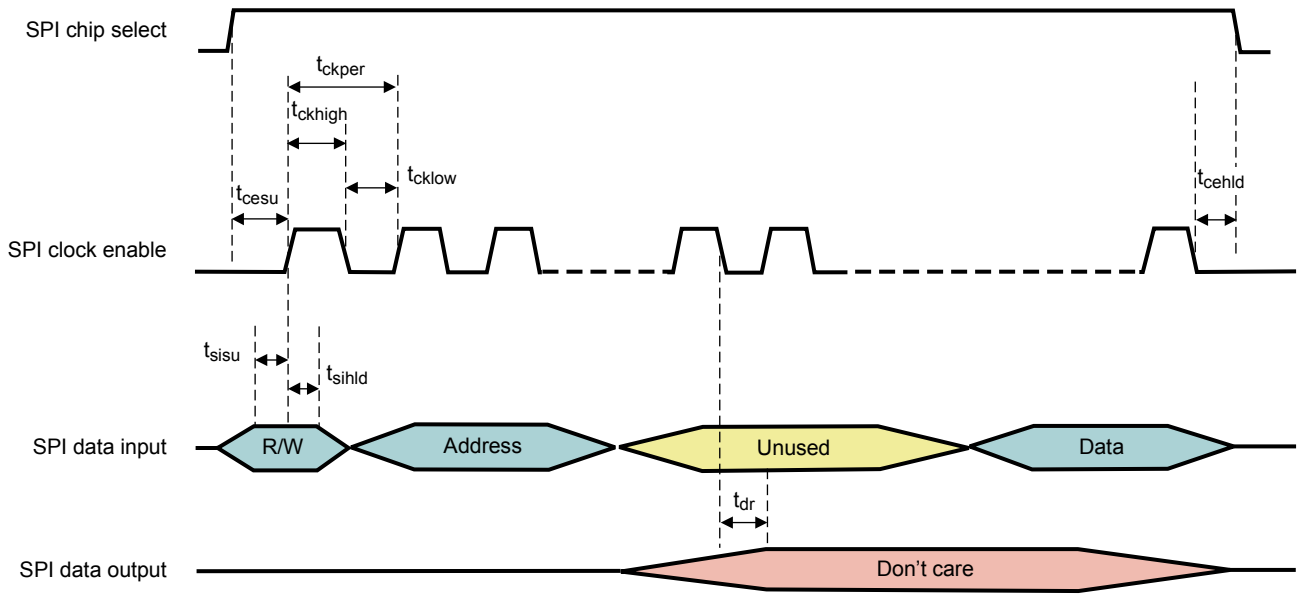 SPI chip select
tckper
tckhigh
tcklow
tcesu
tcehld
SPI clock enable
tsisu
tsihld
SPI data input
R/W
Address
Unused
Data
tdr
SPI data output
Don't care